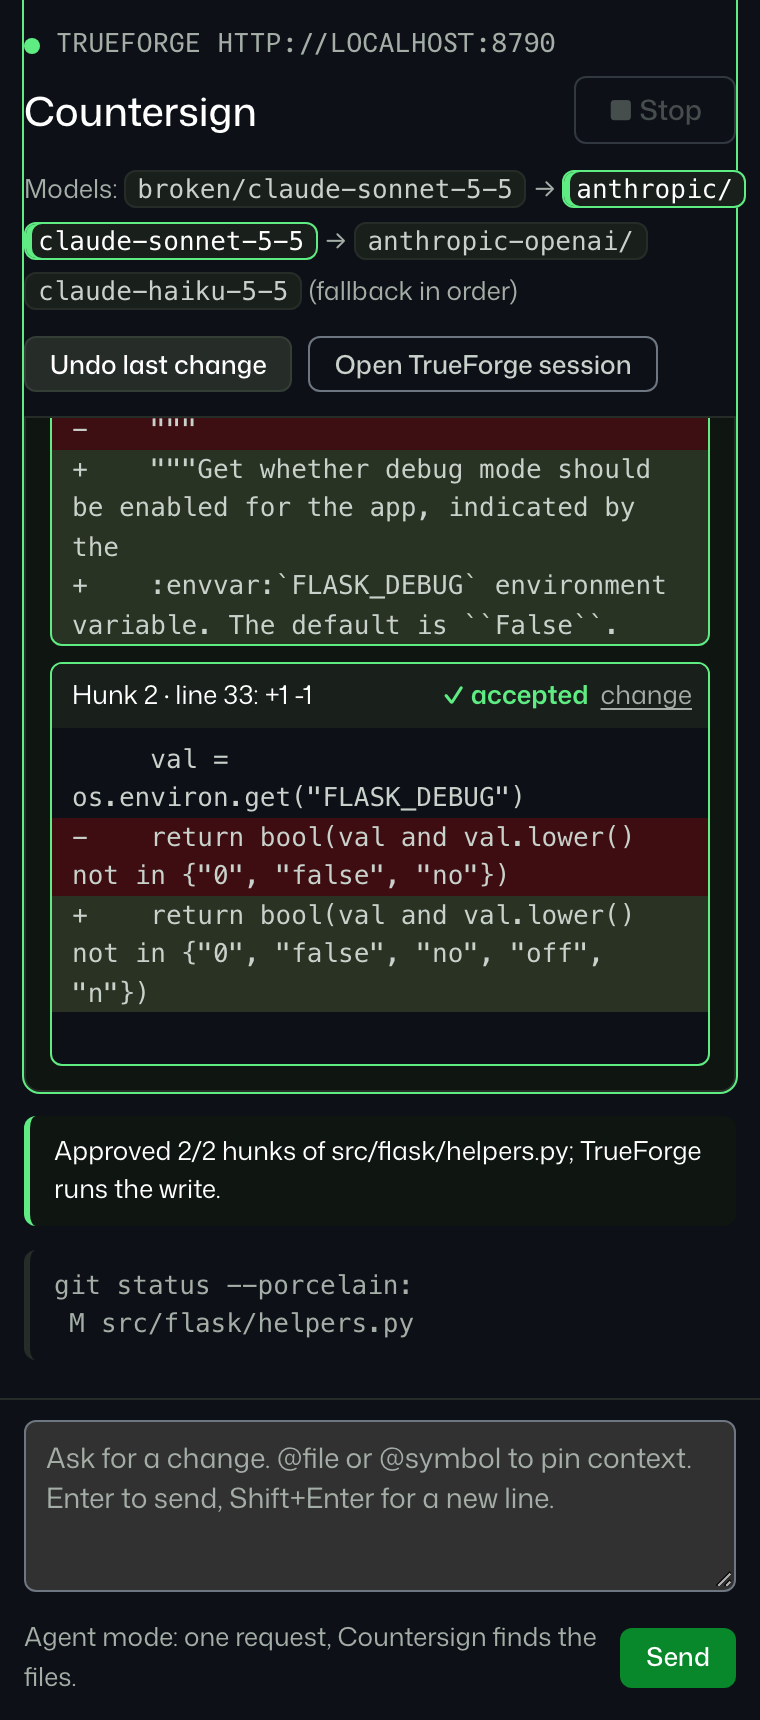 TRUEFORGE HTTP://LOCALHOST:8790
Countersign
Stop
Models: broken/claude-sonnet-5-5 → anthropic/
claude-sonnet-5-5 → anthropic-openai/
claude-haiku-5-5 (fallback in order)
Undo last change
Open TrueForge session
-    """
+    """Get whether debug mode should
be enabled for the app, indicated by
the
+    :envvar:`FLASK_DEBUG` environment
variable. The default is ``False``.
Hunk 2 · line 33: +1 -1
✓ accepted change
val =
os.environ.get("FLASK_DEBUG")
-    return bool(val and val.lower()
not in {"0", "false", "no"})
+    return bool(val and val.lower()
not in {"0", "false", "no", "off",
"n"})
Approved 2/2 hunks of src/flask/helpers.py; TrueForge
runs the write.
git status --porcelain:
M src/flask/helpers.py
Ask for a change. @file or @symbol to pin context.
Enter to send, Shift+Enter for a new line.
Agent mode: one request, Countersign finds the
files.
Send